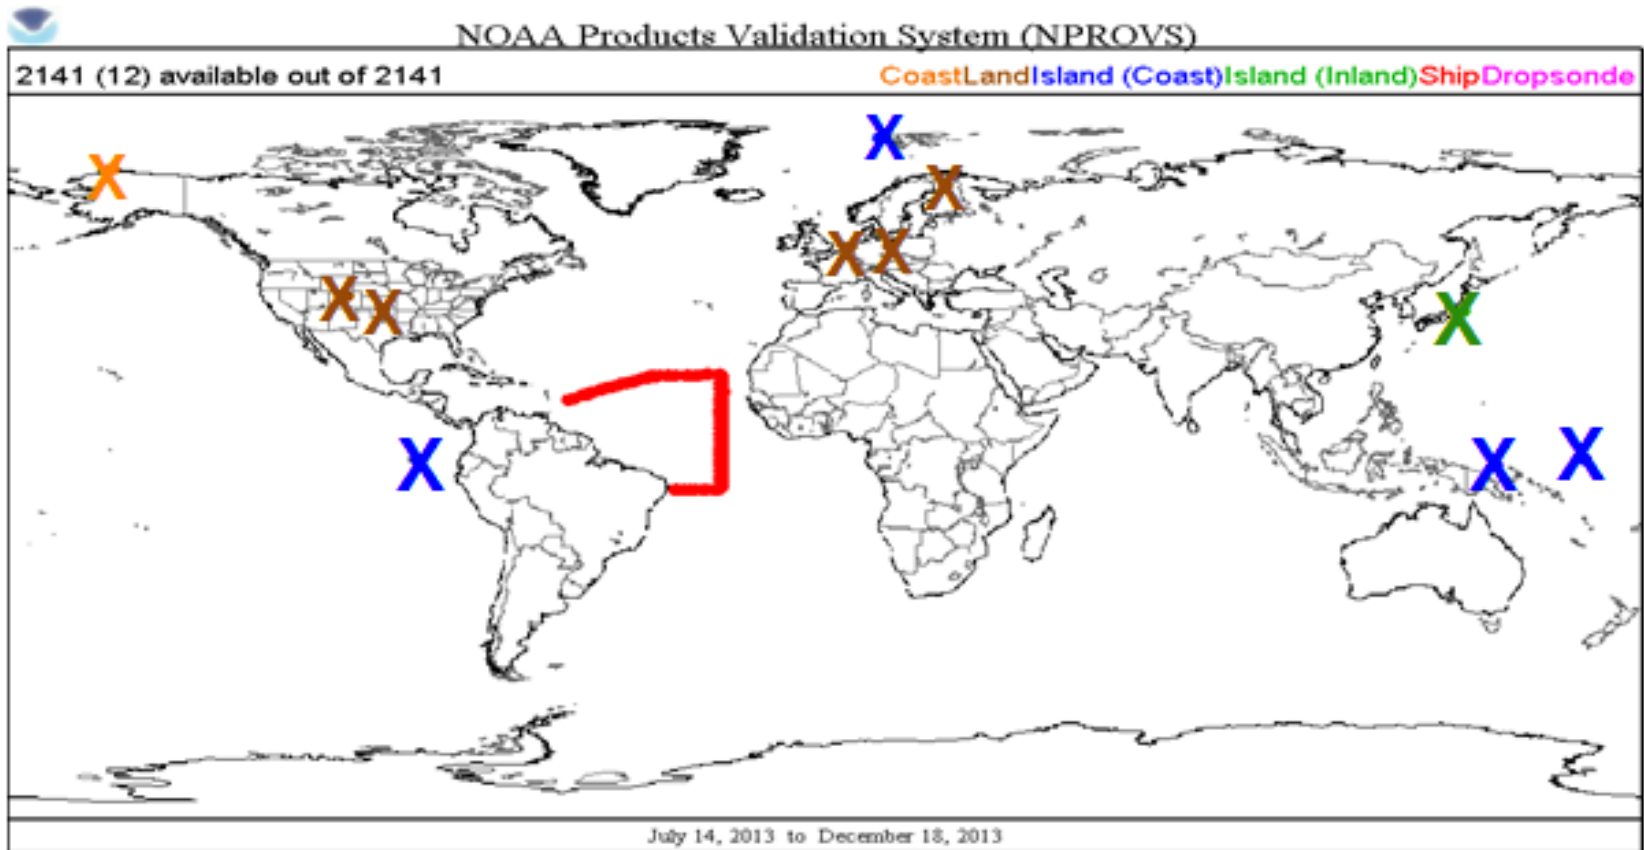 NOAA Products Validation System (NPROVS)
2141 (12) available out of 2141 CoastLandIsland (Coast)Island (Inland)ShipDropsonde
July 14, 2013 to December 18, 2013